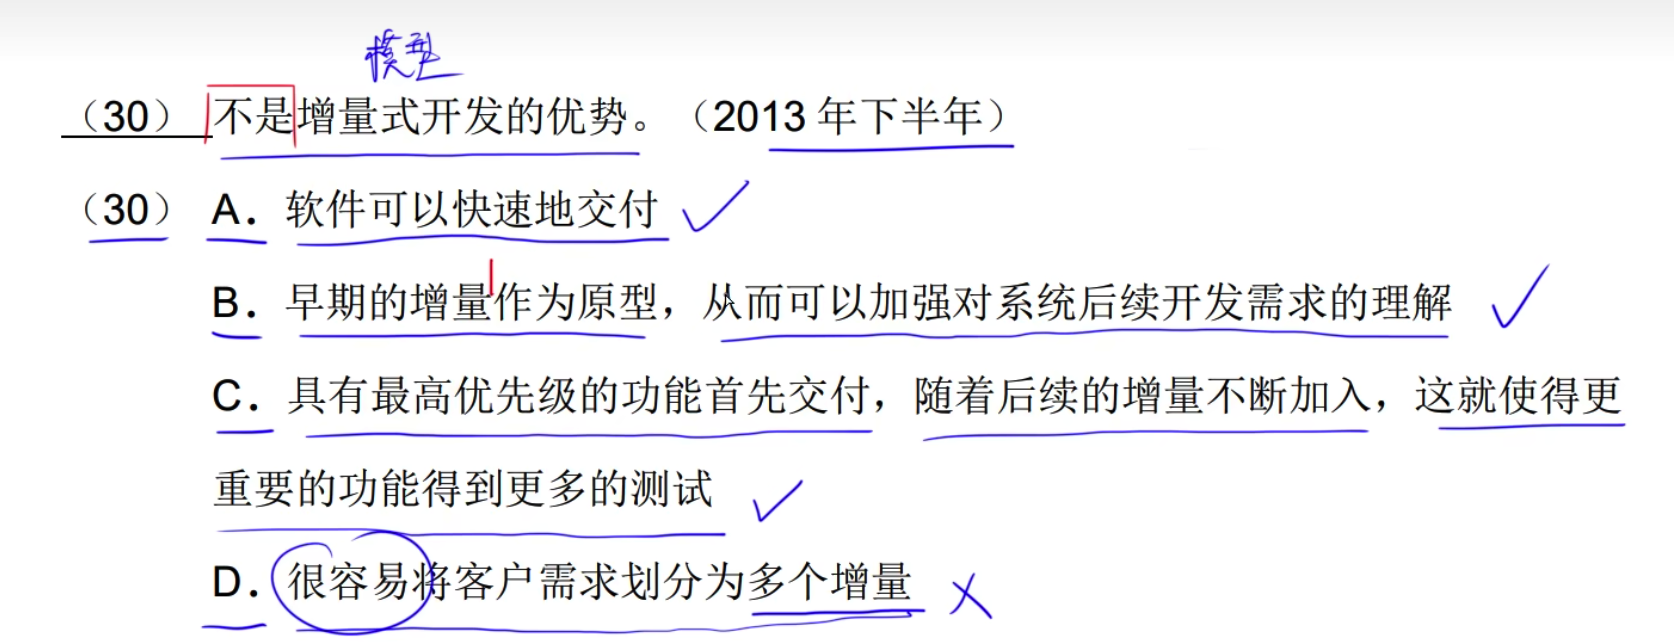 模型
(30) 不是增量式开发的优势。(2013 年下半年)
(30) A. 软件可以快速地交付
B. 早期的增量作为原型,从而可以加强对系统后续开发需求的理解
C. 具有最高优先级的功能首先交付,随着后续的增量不断加入,这就使得更
重要的功能得到更多的测试
D. 很容易将客户需求划分为多个增量